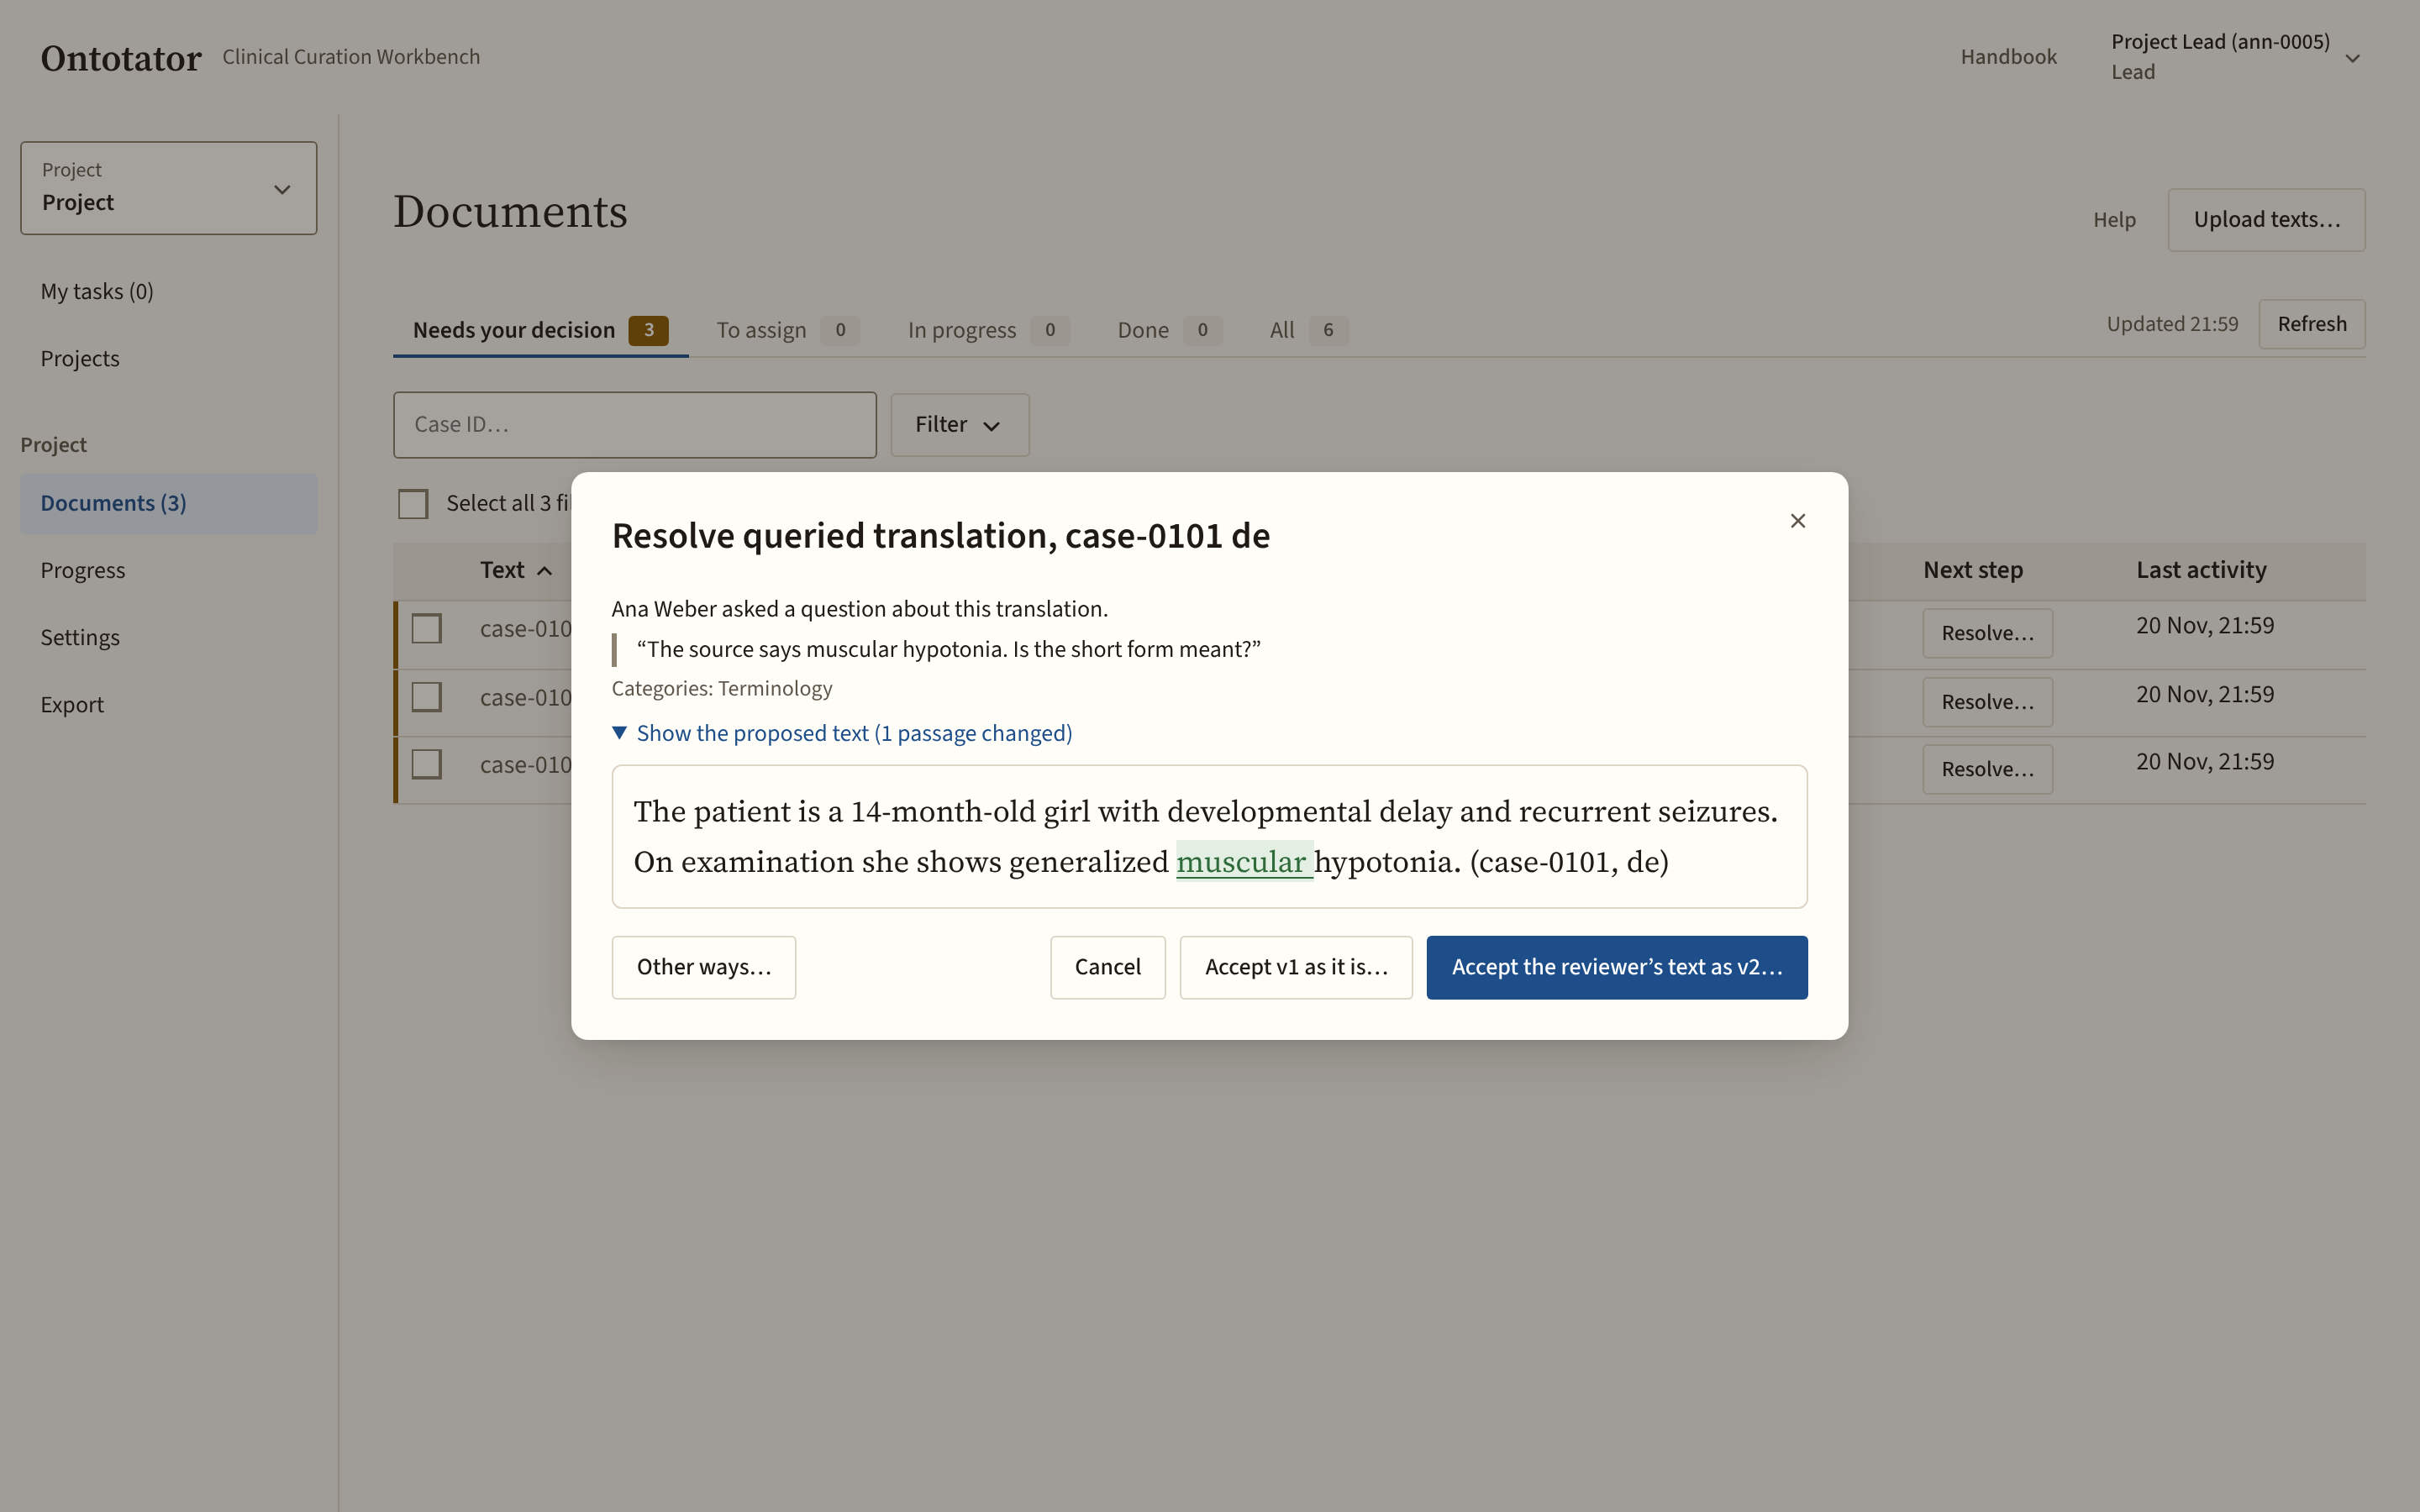 Ontotator Clinical Curation Workbench
Handbook
Project Lead (ann-0005)
Lead
Project
Project
My tasks (0)
Projects
Project
Documents (3)
Progress
Settings
Export
Documents
Help
Upload texts…
Needs your decision 3
To assign 0
In progress 0
Done 0
All 6
Updated 21:59
Refresh
Case ID…
Filter
Select all 3 fi
Text
Next step
Last activity
case-010
Resolve…
20 Nov, 21:59
case-010
Resolve…
20 Nov, 21:59
case-010
Resolve…
20 Nov, 21:59
Resolve queried translation, case-0101 de
Ana Weber asked a question about this translation.
“The source says muscular hypotonia. Is the short form meant?”
Categories: Terminology
Show the proposed text (1 passage changed)
The patient is a 14-month-old girl with developmental delay and recurrent seizures.
On examination she shows generalized muscular hypotonia. (case-0101, de)
Other ways…
Cancel
Accept v1 as it is…
Accept the reviewer’s text as v2…